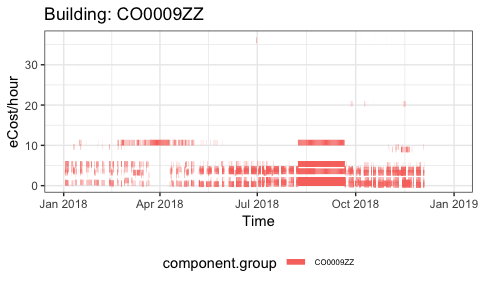 Building: CO0009ZZ
eCost/hour
30
20
10
0
Jan 2018 Apr 2018 Jul 2018 Oct 2018 Jan 2019
Time
component.group CO0009ZZ